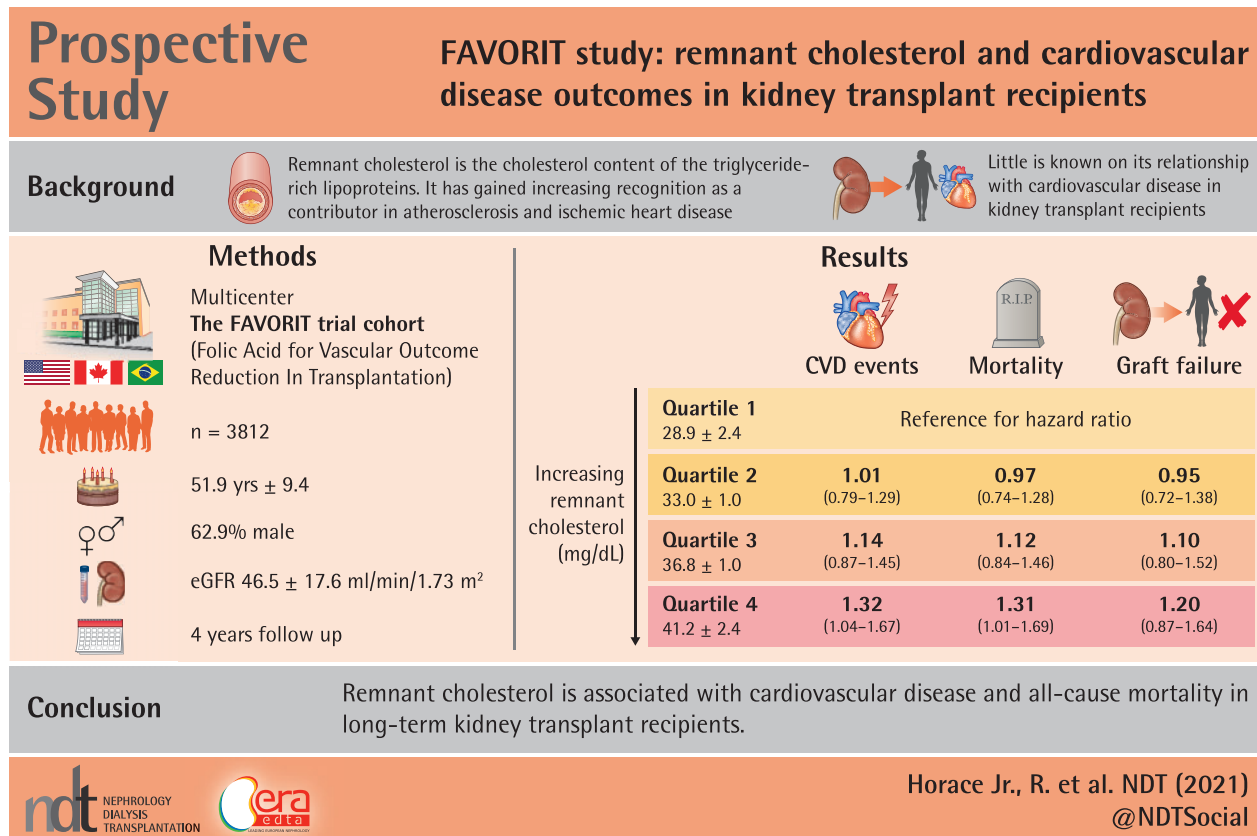 Prospective
Study
FAVORIT study: remnant cholesterol and cardiovascular
disease outcomes in kidney transplant recipients
Background
Remnant cholesterol is the cholesterol content of the triglyceride-
rich lipoproteins. It has gained increasing recognition as a
contributor in atherosclerosis and ischemic heart disease
Little is known on its relationship
with cardiovascular disease in
kidney transplant recipients
Methods
Multicenter
The FAVORIT trial cohort
(Folic Acid for Vascular Outcome
Reduction In Transplantation)
n = 3812
51.9 yrs ± 9.4
62.9% male
eGFR 46.5 ± 17.6 ml/min/1.73 m²
4 years follow up
Results
R.I.P.
CVD events Mortality Graft failure
Increasing
remnant
cholesterol
(mg/dL)
Quartile 1
28.9 ± 2.4
Reference for hazard ratio
Quartile 2 1.01 0.97 0.95
33.0 ± 1.0 (0.79–1.29) (0.74–1.28) (0.72–1.38)
Quartile 3 1.14 1.12 1.10
36.8 ± 1.0 (0.87–1.45) (0.84–1.46) (0.80–1.52)
Quartile 4 1.32 1.31 1.20
41.2 ± 2.4 (1.04–1.67) (1.01–1.69) (0.87–1.64)
Conclusion
Remnant cholesterol is associated with cardiovascular disease and all-cause mortality in
long-term kidney transplant recipients.
ndt
NEPHROLOGY
DIALYSIS
TRANSPLANTATION
era
edta
LEADING EUROPEAN NEPHROLOGY
Horace Jr., R. et al. NDT (2021)
@NDTSocial